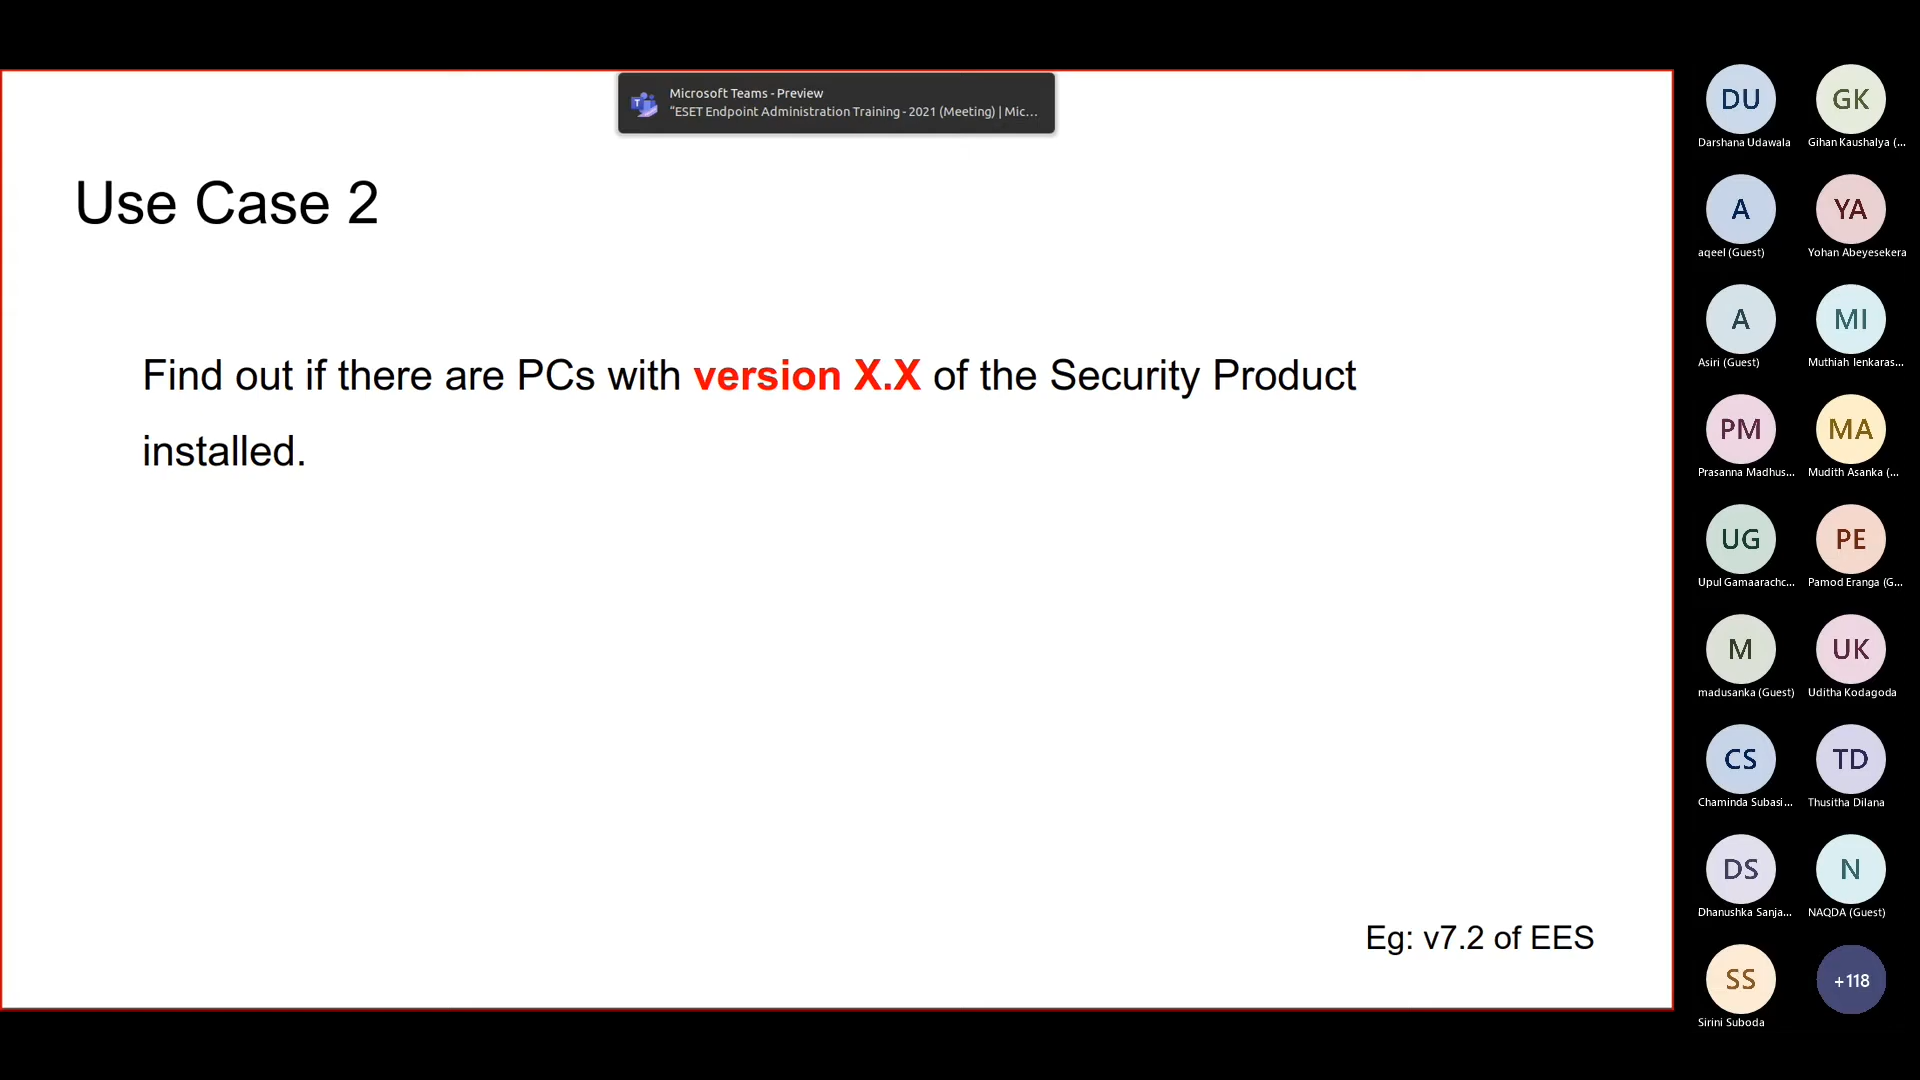 Microsoft Teams - Preview
"ESET Endpoint Administration Training - 2021 (Meeting) | Mic...
Use Case 2
Find out if there are PCs with version X.X of the Security Product
installed.
Eg: v7.2 of EES
DU
Darshana Udawala
GK
Gihan Kaushalya (...
A
aqeel (Guest)
YA
Yohan Abeyesekera
A
Asiri (Guest)
MI
Muthiah Ienkaras...
PM
Prasanna Madhus...
MA
Mudith Asanka (...
UG
Upul Gamaarachc...
PE
Pamod Eranga (G...
M
madusanka (Guest)
UK
Uditha Kodagoda
CS
Chaminda Subasi...
TD
Thusitha Dilana
DS
Dhanushka Sanja...
N
NAQDA (Guest)
SS
Sirini Suboda
+118